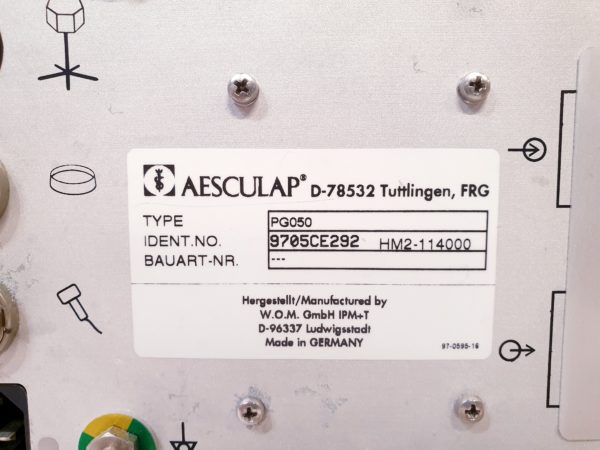 AESCULAP® D-78532 Tuttlingen, FRG
TYPE PG050
IDENT.NO. 9705CE292 HM2-114000
BAUART-NR. ---
Hergestellt/Manufactured by
W.O.M. GmbH IPM+T
D-96337 Ludwigsstadt
Made in GERMANY 97-0595-16